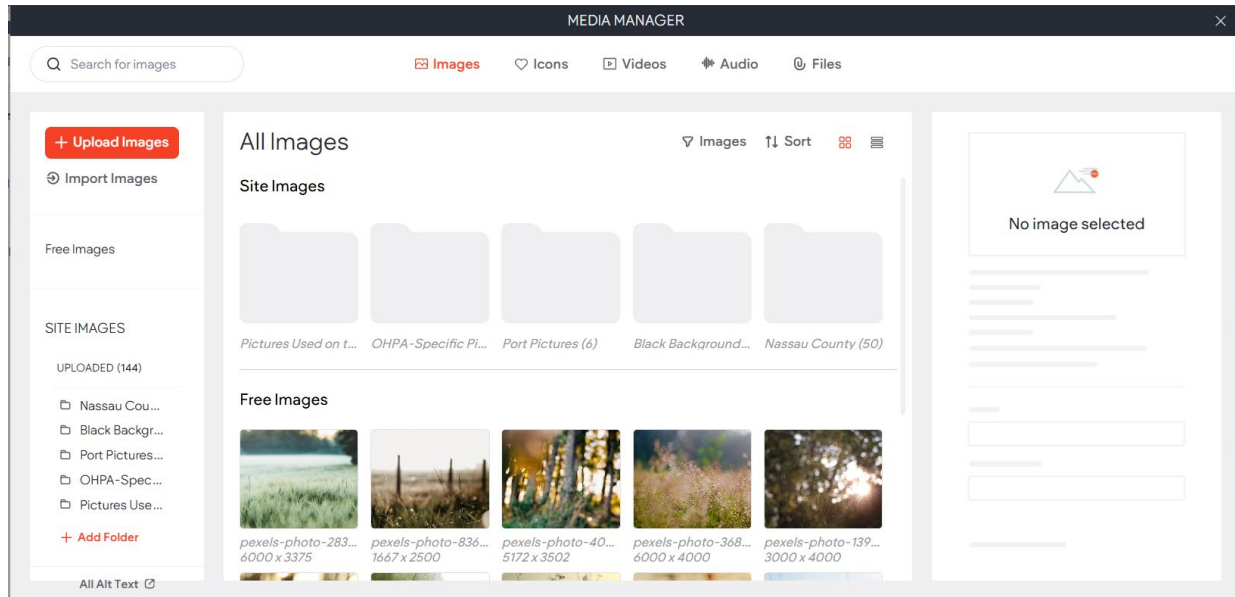 MEDIA MANAGER
Search for images
Images
Icons
Videos
Audio
Files
+ Upload Images
Import Images
Free Images
SITE IMAGES
UPLOADED (144)
Nassau Cou...
Black Backgr...
Port Pictures...
OHPA-Spec...
Pictures Use...
+ Add Folder
All Alt Text
All Images
Images
Sort
Site Images
Pictures Used on t...
OHPA-Specific Pi...
Port Pictures (6)
Black Background...
Nassau County (50)
Free Images
pexels-photo-283...
6000 x 3375
pexels-photo-836...
1667 x 2500
pexels-photo-40...
5172 x 3502
pexels-photo-368...
6000 x 4000
pexels-photo-139...
3000 x 4000
No image selected